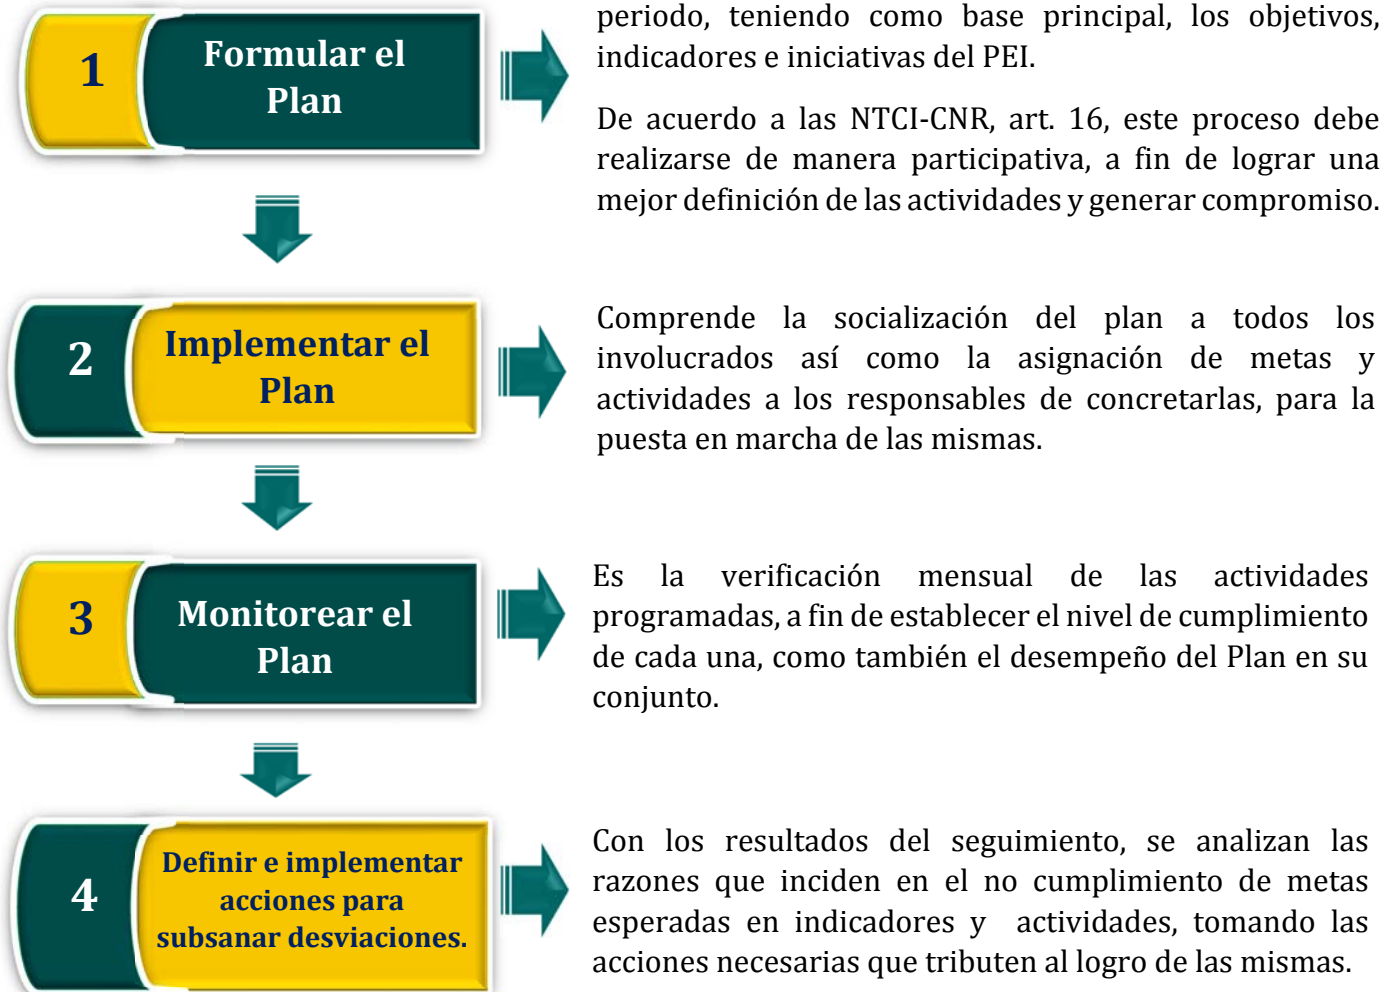 1
Formular el
Plan
periodo, teniendo como base principal, los objetivos,
indicadores e iniciativas del PEI.
De acuerdo a las NTCI-CNR, art. 16, este proceso debe
realizarse de manera participativa, a fin de lograr una
mejor definición de las actividades y generar compromiso.
2
Implementar el
Plan
Comprende la socialización del plan a todos los
involucrados así como la asignación de metas y
actividades a los responsables de concretarlas, para la
puesta en marcha de las mismas.
3
Monitorear el
Plan
Es la verificación mensual de las actividades
programadas, a fin de establecer el nivel de cumplimiento
de cada una, como también el desempeño del Plan en su
conjunto.
4
Definir e implementar
acciones para
subsanar desviaciones.
Con los resultados del seguimiento, se analizan las
razones que inciden en el no cumplimiento de metas
esperadas en indicadores y actividades, tomando las
acciones necesarias que tributen al logro de las mismas.